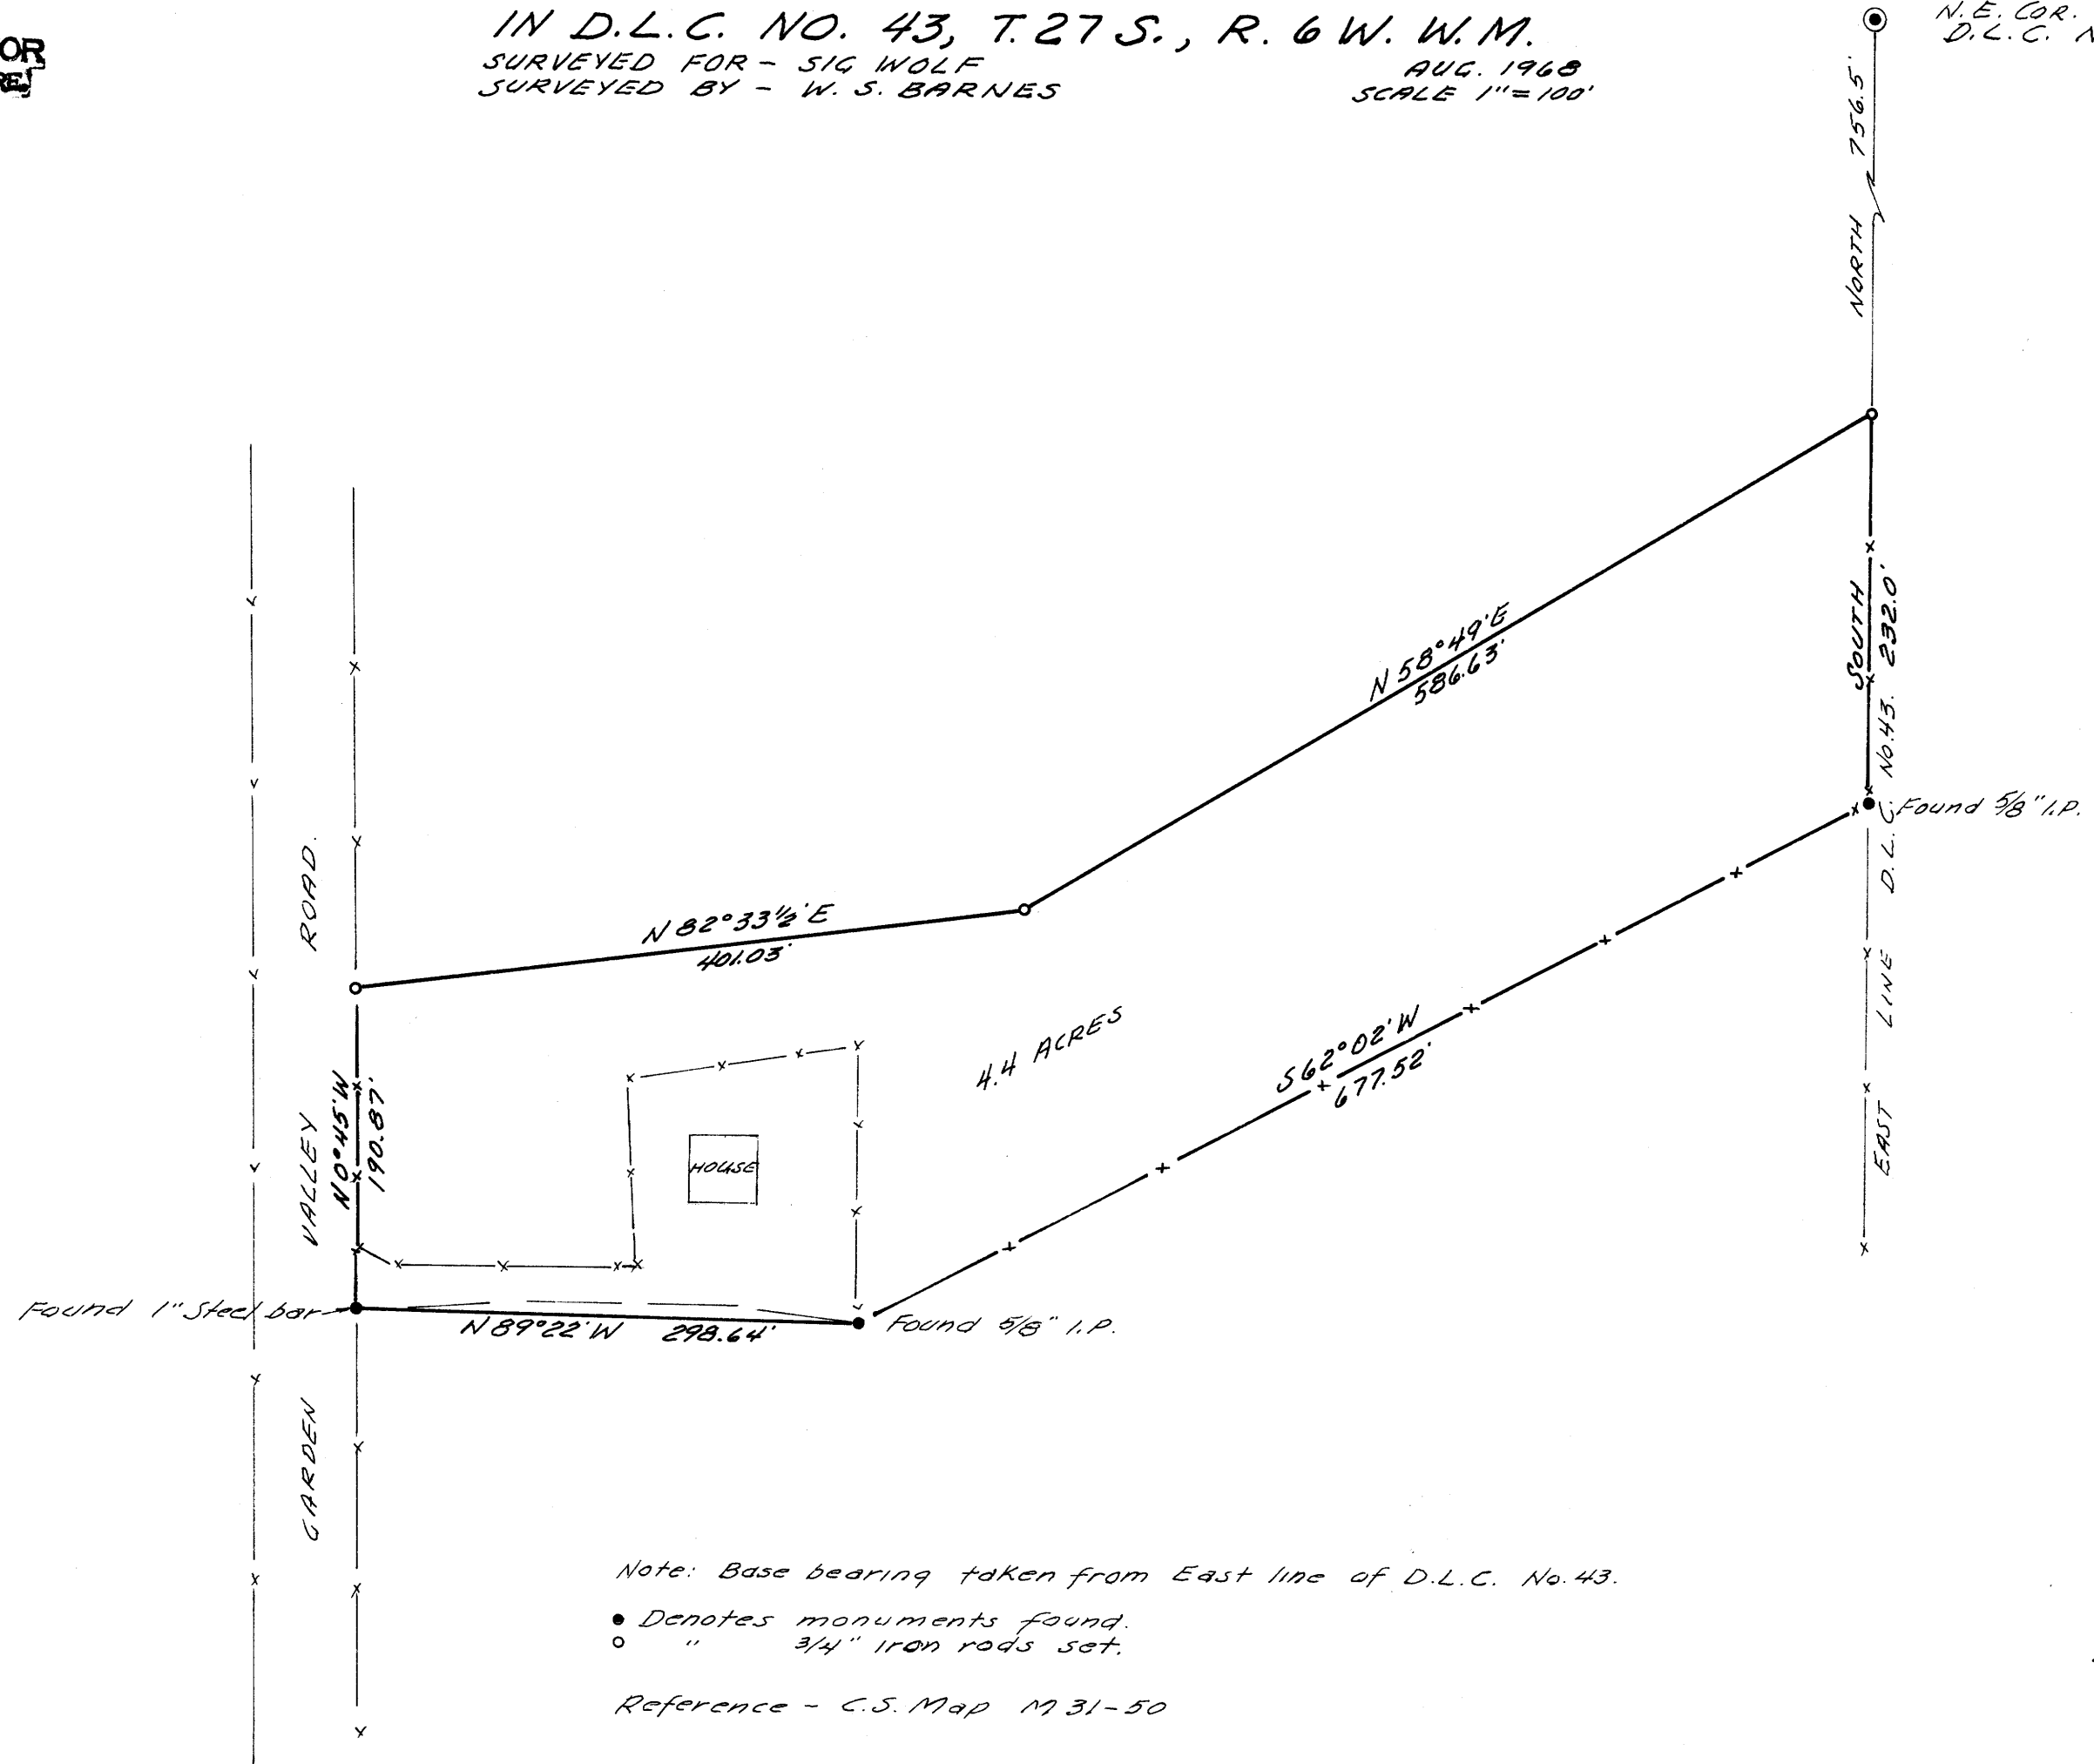 IN D.L.C. NO. 43, T. 27 S., R. 6 W. W.M.
SURVEYED FOR - SIG WOLF
SURVEYED BY - W. S. BARNES
AUG. 1968
SCALE 1"=100'
OR
RE.
N.E. COR.
D.L.C.
NORTH 756.5'
N 58°49' E
586.63'
SOUTH
232.0'
Found 5/8" I.P.
EAST LINE D.L.C. No. 43.
N 82°33½' E
401.03'
4.4 ACRES
S 62°02' W
677.52'
N 0°45' W
190.87'
HOUSE
GARDEN VALLEY ROAD.
Found 1" Steel bar
N 89°22' W 298.64'
Found 5/8" I.P.
Note: Base bearing taken from East line of D.L.C. No. 43.
Denotes monuments found.
" 3/4" Iron rods set.
Reference - C.S. Map M 31-50